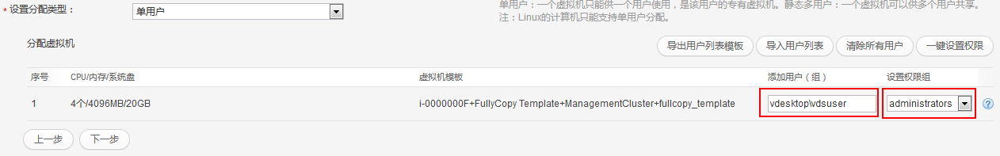 * 设置分配类型： 单用户
单用户：一个虚拟机只能供一个用户使用，是该用户的专有虚拟机。静态多用户：一个虚拟机可以供多个用户共享。
注：Linux的计算机只能支持单用户分配。
分配虚拟机 导出用户列表模板 导入用户列表 清除所有用户 一键设置权限
序号 CPU/内存/系统盘 虚拟机模板 添加用户（组） 设置权限组
1 4个/4096MB/20GB i-0000000F+FullyCopy Template+ManagementCluster+fullcopy_template vdesktop\vdsuser administrators ?
上一步 下一步